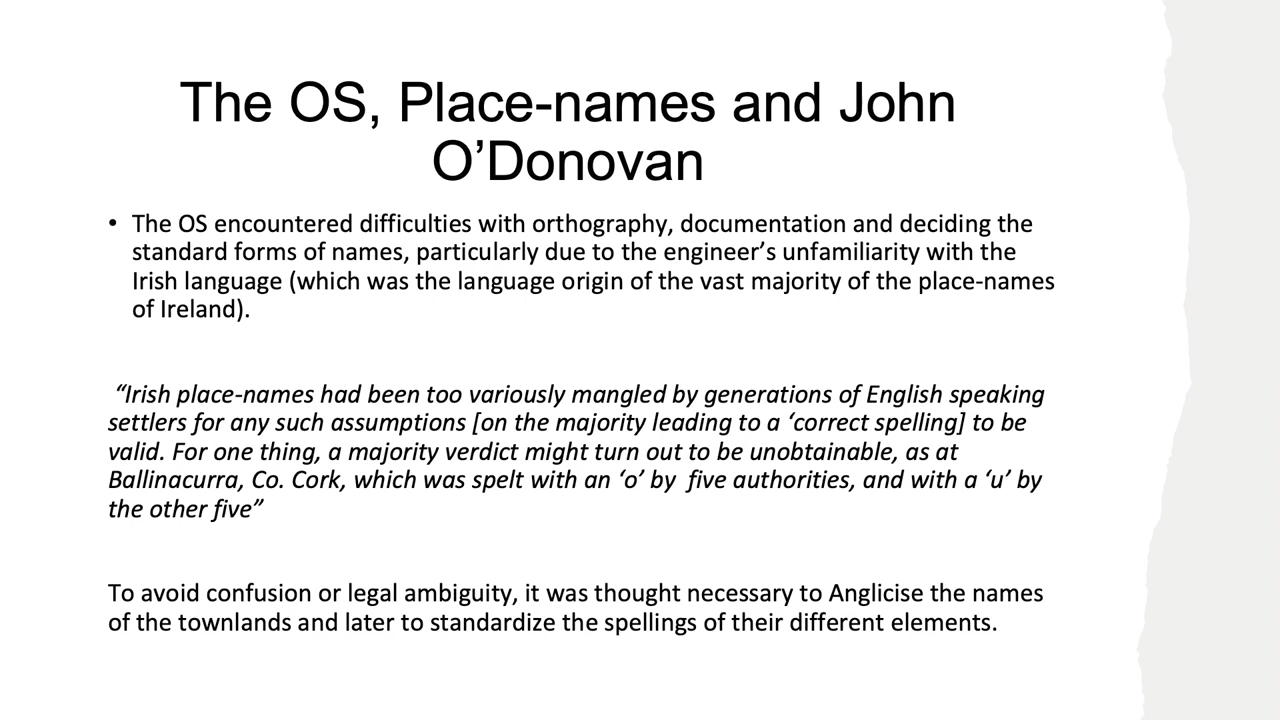 The OS, Place-names and John
O’Donovan
• The OS encountered difficulties with orthography, documentation and deciding the
standard forms of names, particularly due to the engineer’s unfamiliarity with the
Irish language (which was the language origin of the vast majority of the place-names
of Ireland).
“Irish place-names had been too variously mangled by generations of English speaking
settlers for any such assumptions [on the majority leading to a ‘correct spelling] to be
valid. For one thing, a majority verdict might turn out to be unobtainable, as at
Ballinacurra, Co. Cork, which was spelt with an ‘o’ by five authorities, and with a ‘u’ by
the other five”
To avoid confusion or legal ambiguity, it was thought necessary to Anglicise the names
of the townlands and later to standardize the spellings of their different elements.